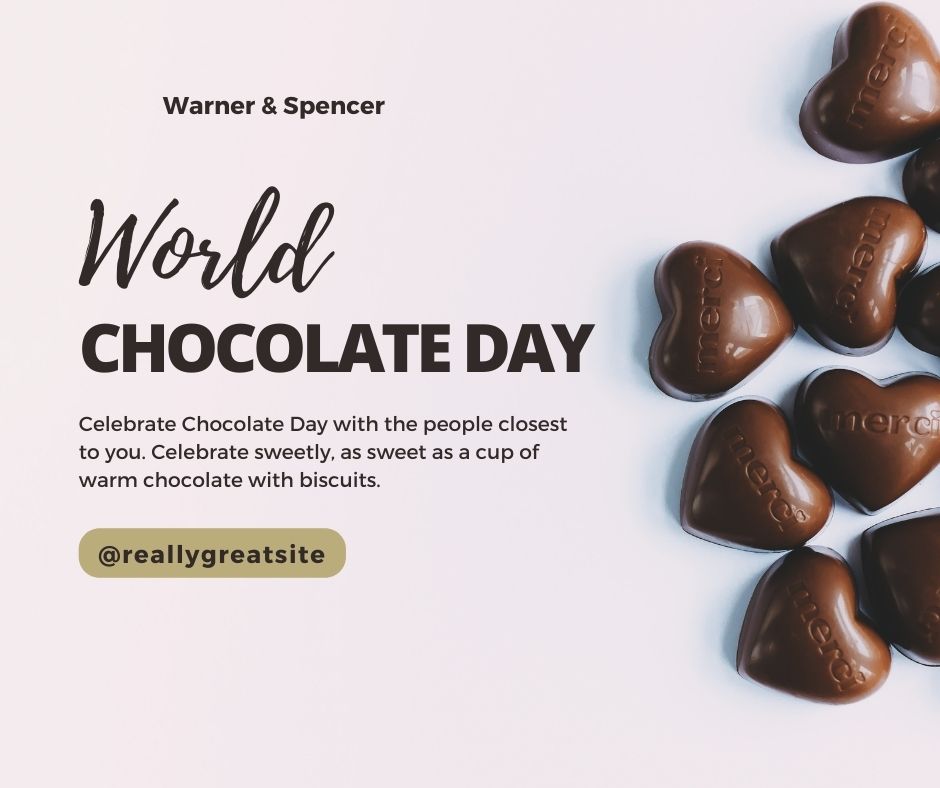 Warner & Spencer
World
CHOCOLATE DAY
Celebrate Chocolate Day with the people closest
to you. Celebrate sweetly, as sweet as a cup of
warm chocolate with biscuits.
@reallygreatsite
merci
merci
merci
merci
merci
merci